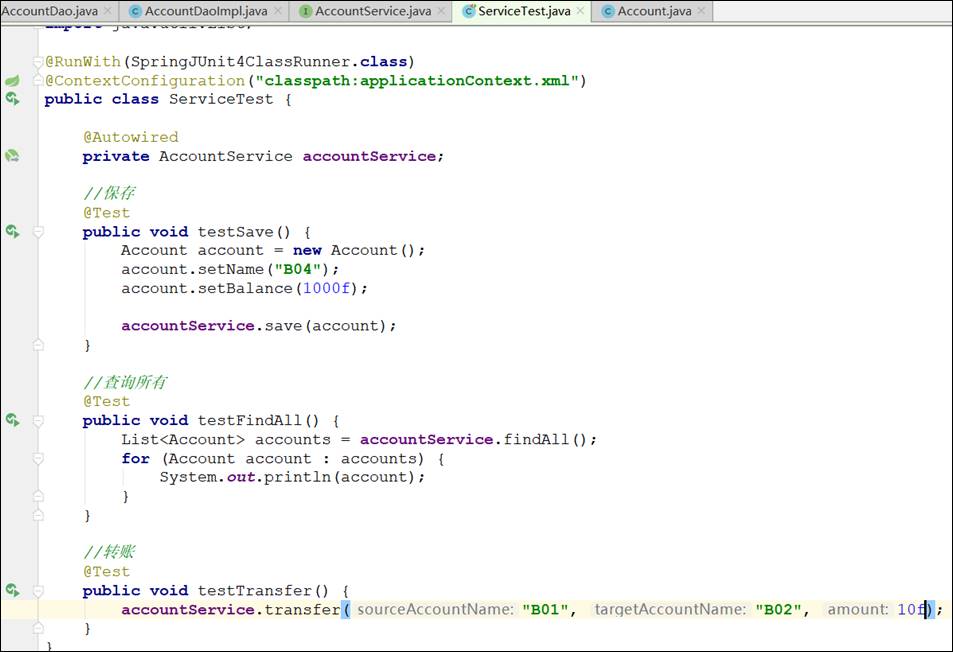 AccountDao.java × AccountDaoImpl.java × AccountService.java × ServiceTest.java × Account.java ×
import java.util.List;
@RunWith(SpringJUnit4ClassRunner.class)
@ContextConfiguration("classpath:applicationContext.xml")
public class ServiceTest {
@Autowired
private AccountService accountService;
//保存
@Test
public void testSave() {
Account account = new Account();
account.setName("B04");
account.setBalance(1000f);
accountService.save(account);
}
//查询所有
@Test
public void testFindAll() {
List<Account> accounts = accountService.findAll();
for (Account account : accounts) {
System.out.println(account);
}
}
//转账
@Test
public void testTransfer() {
accountService.transfer( sourceAccountName: "B01", targetAccountName: "B02", amount: 10f);
}
}